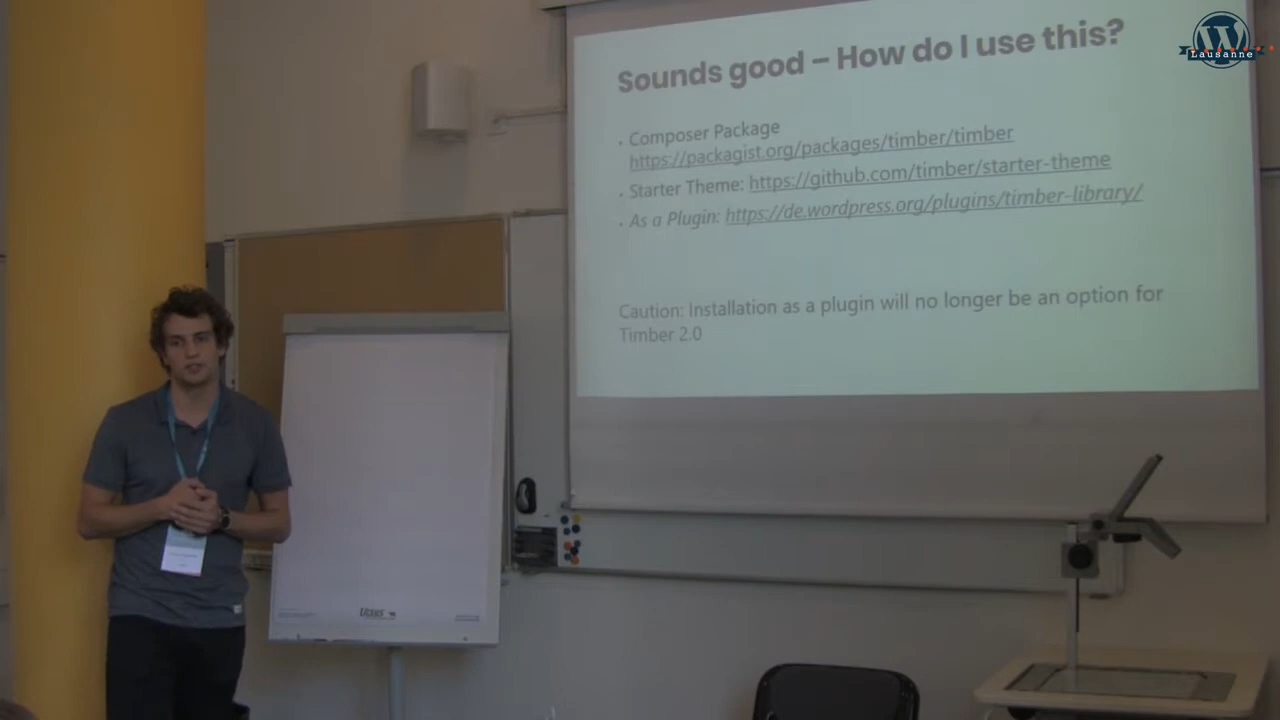 Sounds good – How do I use this?
• Composer Package
https://packagist.org/packages/timber/timber
• Starter Theme: https://github.com/timber/starter-theme
• As a Plugin: https://de.wordpress.org/plugins/timber-library/
Caution: Installation as a plugin will no longer be an option for
Timber 2.0
W
Lausanne